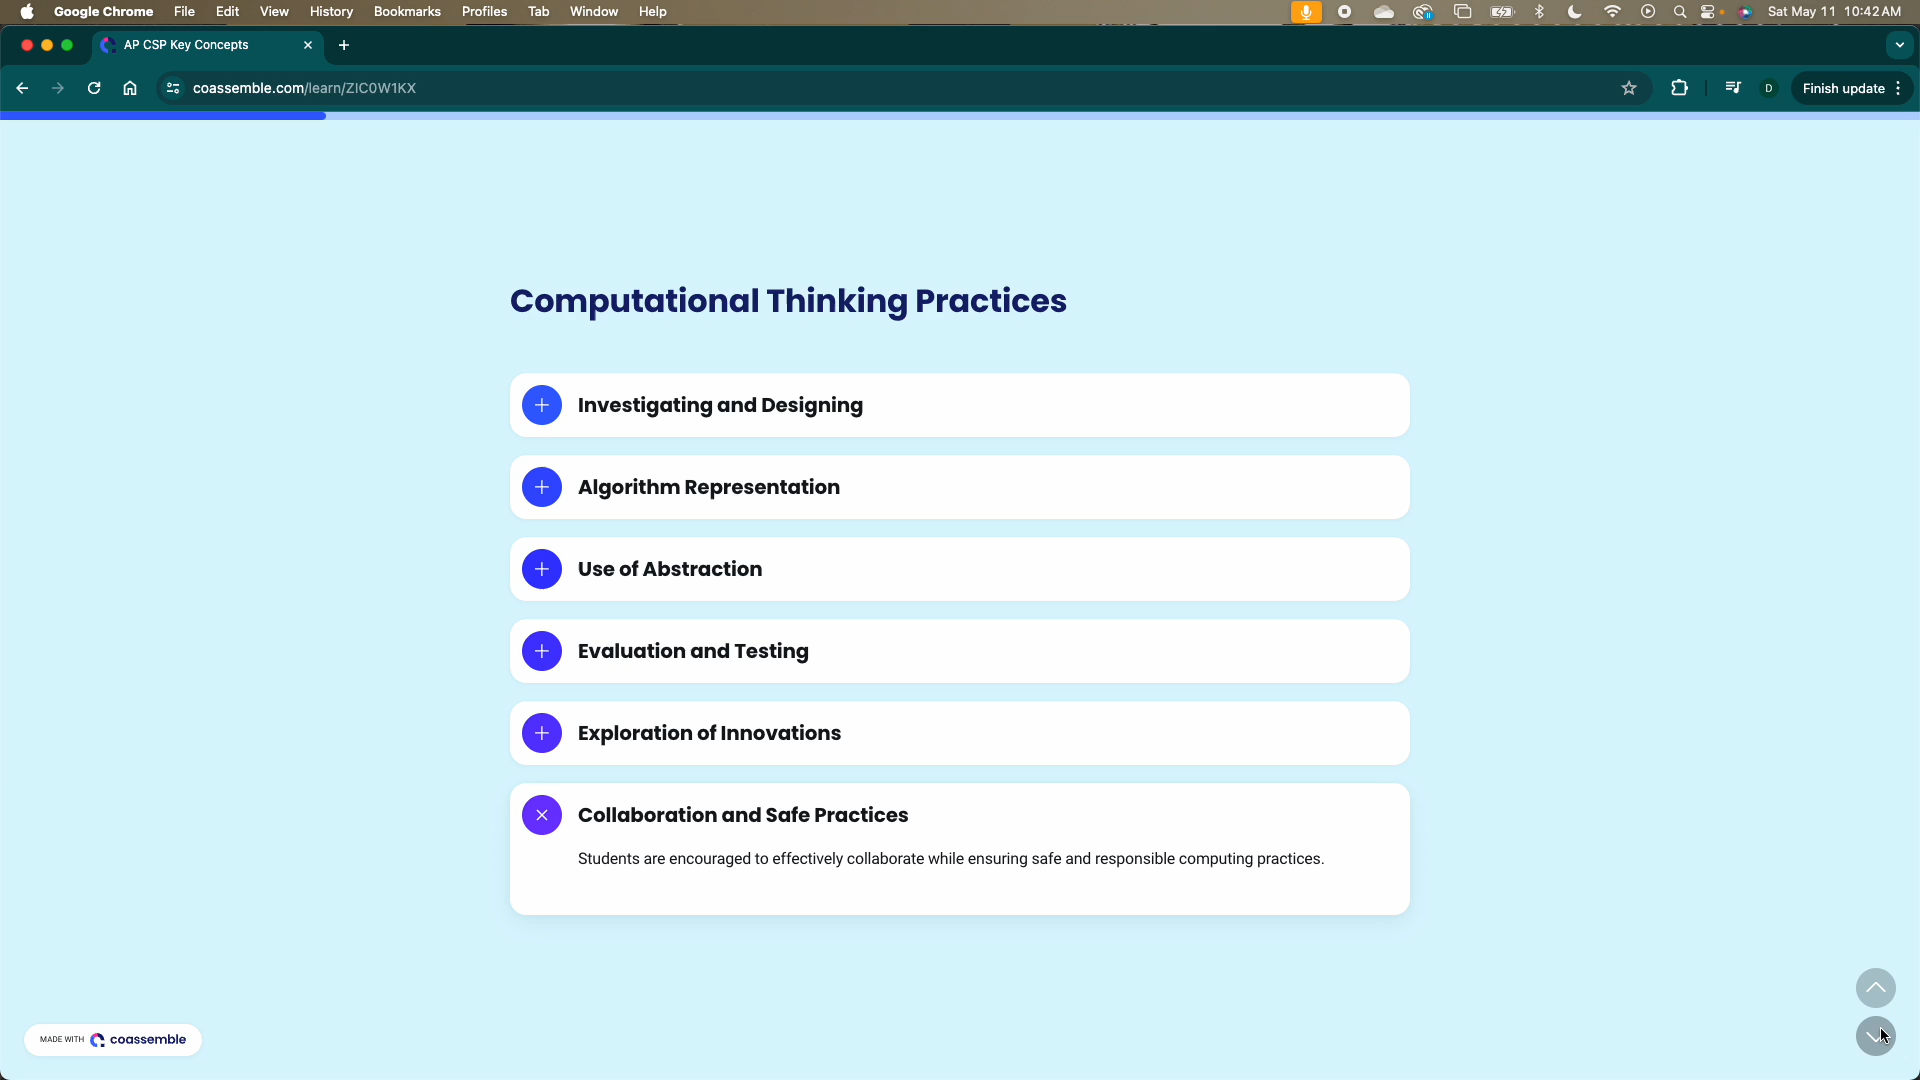 Google Chrome File Edit View History Bookmarks Profiles Tab Window Help Sat May 11 10:42 AM
AP CSP Key Concepts
coassemble.com/learn/ZIC0W1KX D Finish update
Computational Thinking Practices
Investigating and Designing
Algorithm Representation
Use of Abstraction
Evaluation and Testing
Exploration of Innovations
Collaboration and Safe Practices
Students are encouraged to effectively collaborate while ensuring safe and responsible computing practices.
MADE WITH coassemble